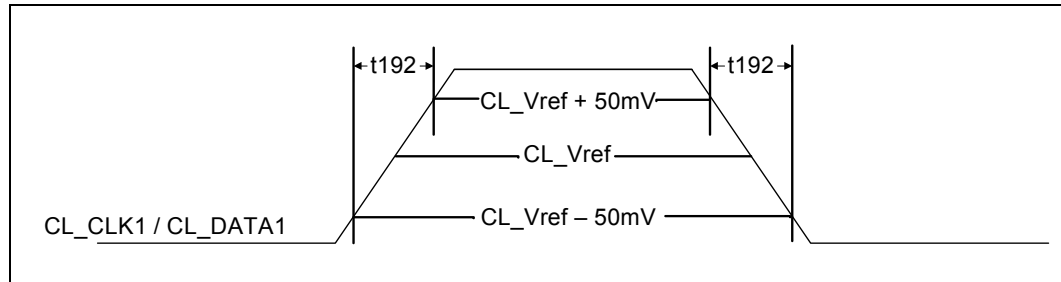 t192 t192
CL_Vref + 50mV
CL_Vref
CL_Vref – 50mV
CL_CLK1 / CL_DATA1